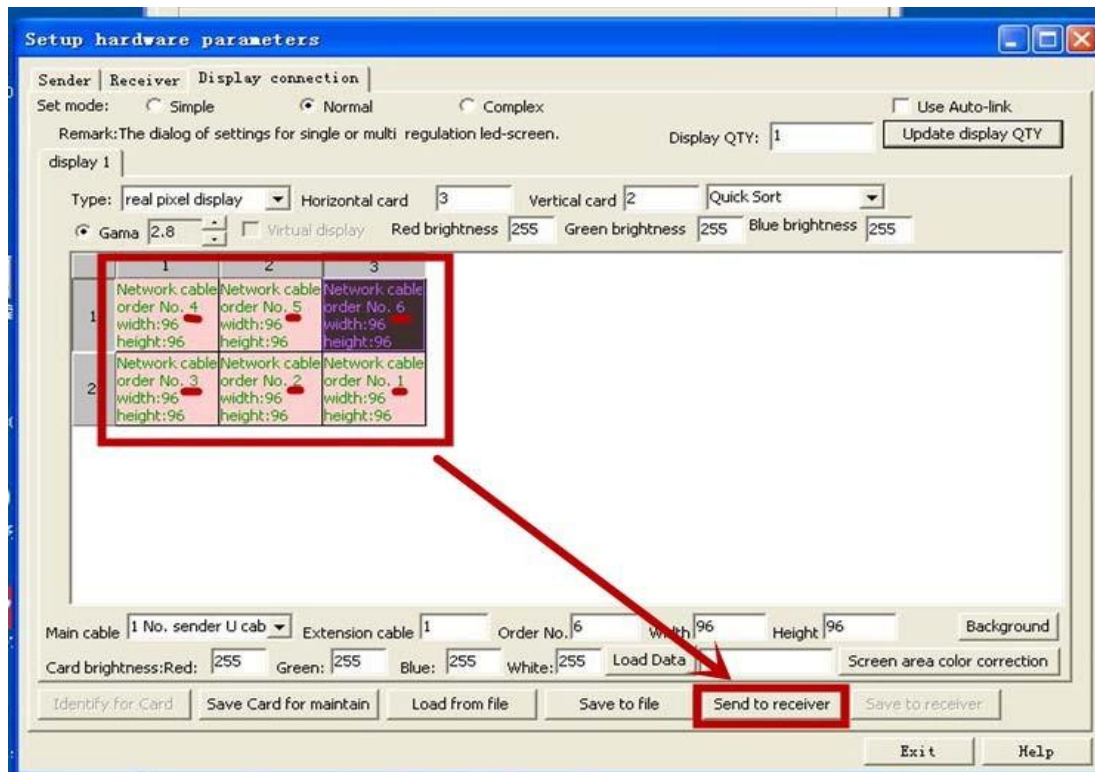 Setup hardware parameters
Sender Receiver Display connection
Set mode: Simple Normal Complex Use Auto-link
Remark:The dialog of settings for single or multi regulation led-screen. Display QTY: 1 Update display QTY
display 1
Type: real pixel display Horizontal card 3 Vertical card 2 Quick Sort
Gama 2.8 Virtual display Red brightness 255 Green brightness 255 Blue brightness 255
1 2 3
1
Network cable
order No. 4
width:96
height:96
Network cable
order No. 5
width:96
height:96
Network cable
order No. 6
width:96
height:96
2
Network cable
order No. 3
width:96
height:96
Network cable
order No. 2
width:96
height:96
Network cable
order No. 1
width:96
height:96
Main cable 1 No. sender U cab Extension cable 1 Order No. 6 Width 96 Height 96 Background
Card brightness:Red: 255 Green: 255 Blue: 255 White: 255 Load Data Screen area color correction
Identify for Card Save Card for maintain Load from file Save to file Send to receiver Save to receiver
Exit Help